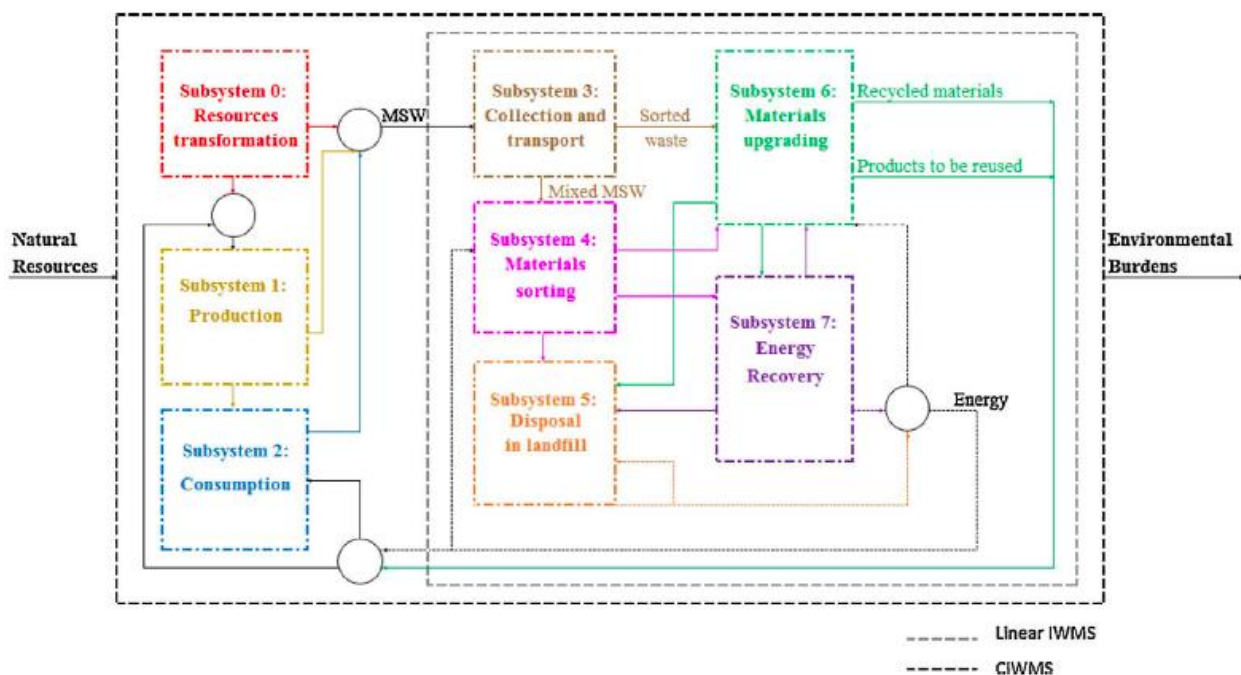 Subsystem 0:
Resources
transformation
MSW
Subsystem 3:
Collection and
transport
Sorted
waste
Subsystem 6:
Materials
upgrading
Recycled materials
Products to be reused
Mixed MSW
Natural
Resources
Subsystem 1:
Production
Subsystem 4:
Materials
sorting
Subsystem 7:
Energy
Recovery
Environmental
Burdens
Subsystem 2:
Consumption
Subsystem 5:
Disposal
in landfill
Energy
Linear IWMS
CIWMS